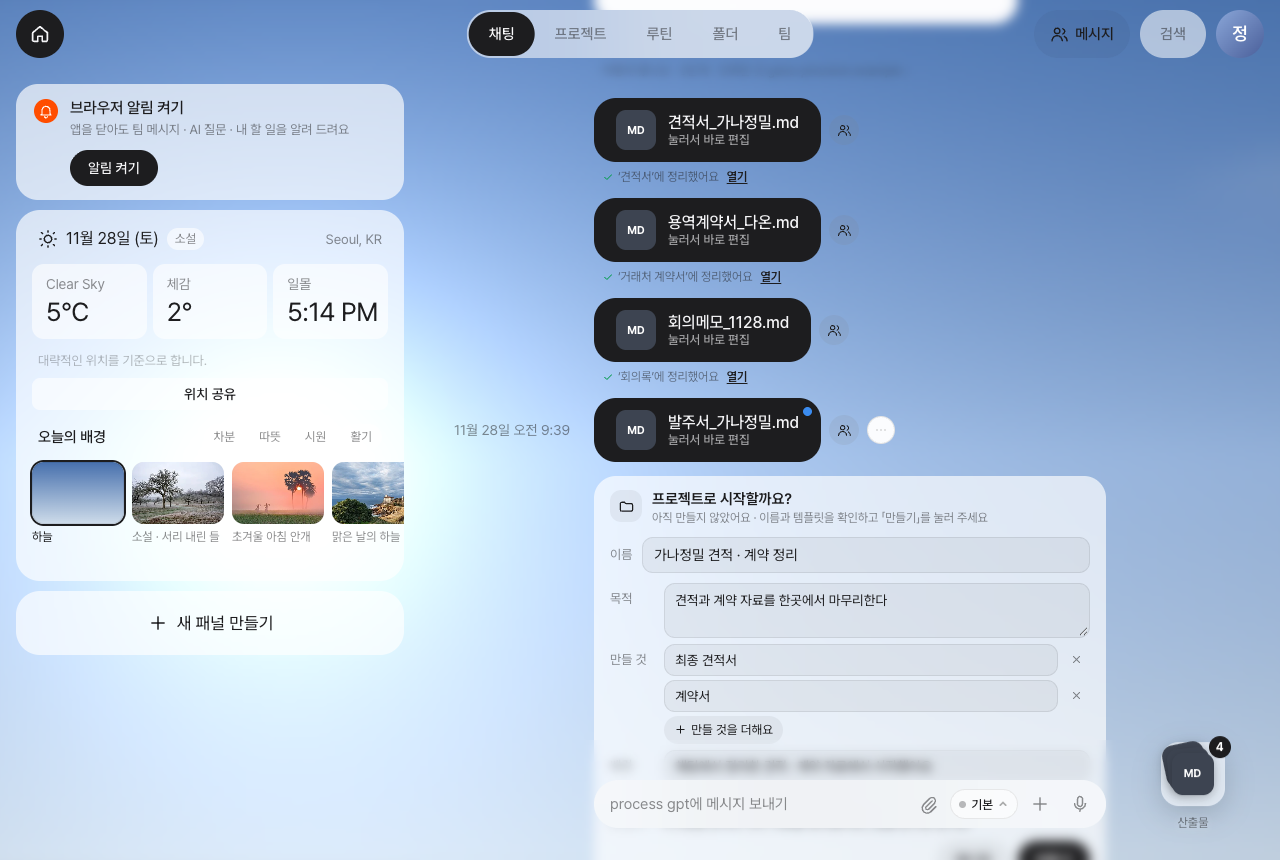 채팅
프로젝트
루틴
폴더
팀
메시지
검색
정
브라우저 알림 켜기
앱을 닫아도 팀 메시지 · AI 질문 · 내 할 일을 알려 드려요
알림 켜기
11월 28일 (토)
소설
Seoul, KR
Clear Sky
5°C
체감
2°
일몰
5:14 PM
대략적인 위치를 기준으로 합니다.
위치 공유
오늘의 배경
차분
따뜻
시원
활기
하늘
소설 · 서리 내린 들
초겨울 아침 안개
맑은 날의 하늘
새 패널 만들기
MD
견적서_가나정밀.md
눌러서 바로 편집
'견적서'에 정리했어요 열기
MD
용역계약서_다온.md
눌러서 바로 편집
'거래처 계약서'에 정리했어요 열기
MD
회의메모_1128.md
눌러서 바로 편집
'회의록'에 정리했어요 열기
11월 28일 오전 9:39
MD
발주서_가나정밀.md
눌러서 바로 편집
프로젝트로 시작할까요?
아직 만들지 않았어요 · 이름과 템플릿을 확인하고 「만들기」를 눌러 주세요
이름
가나정밀 견적 · 계약 정리
목적
견적과 계약 자료를 한곳에서 마무리한다
만들 것
최종 견적서
계약서
만들 것을 더해요
process gpt에 메시지 보내기
기본
4
MD
산출물